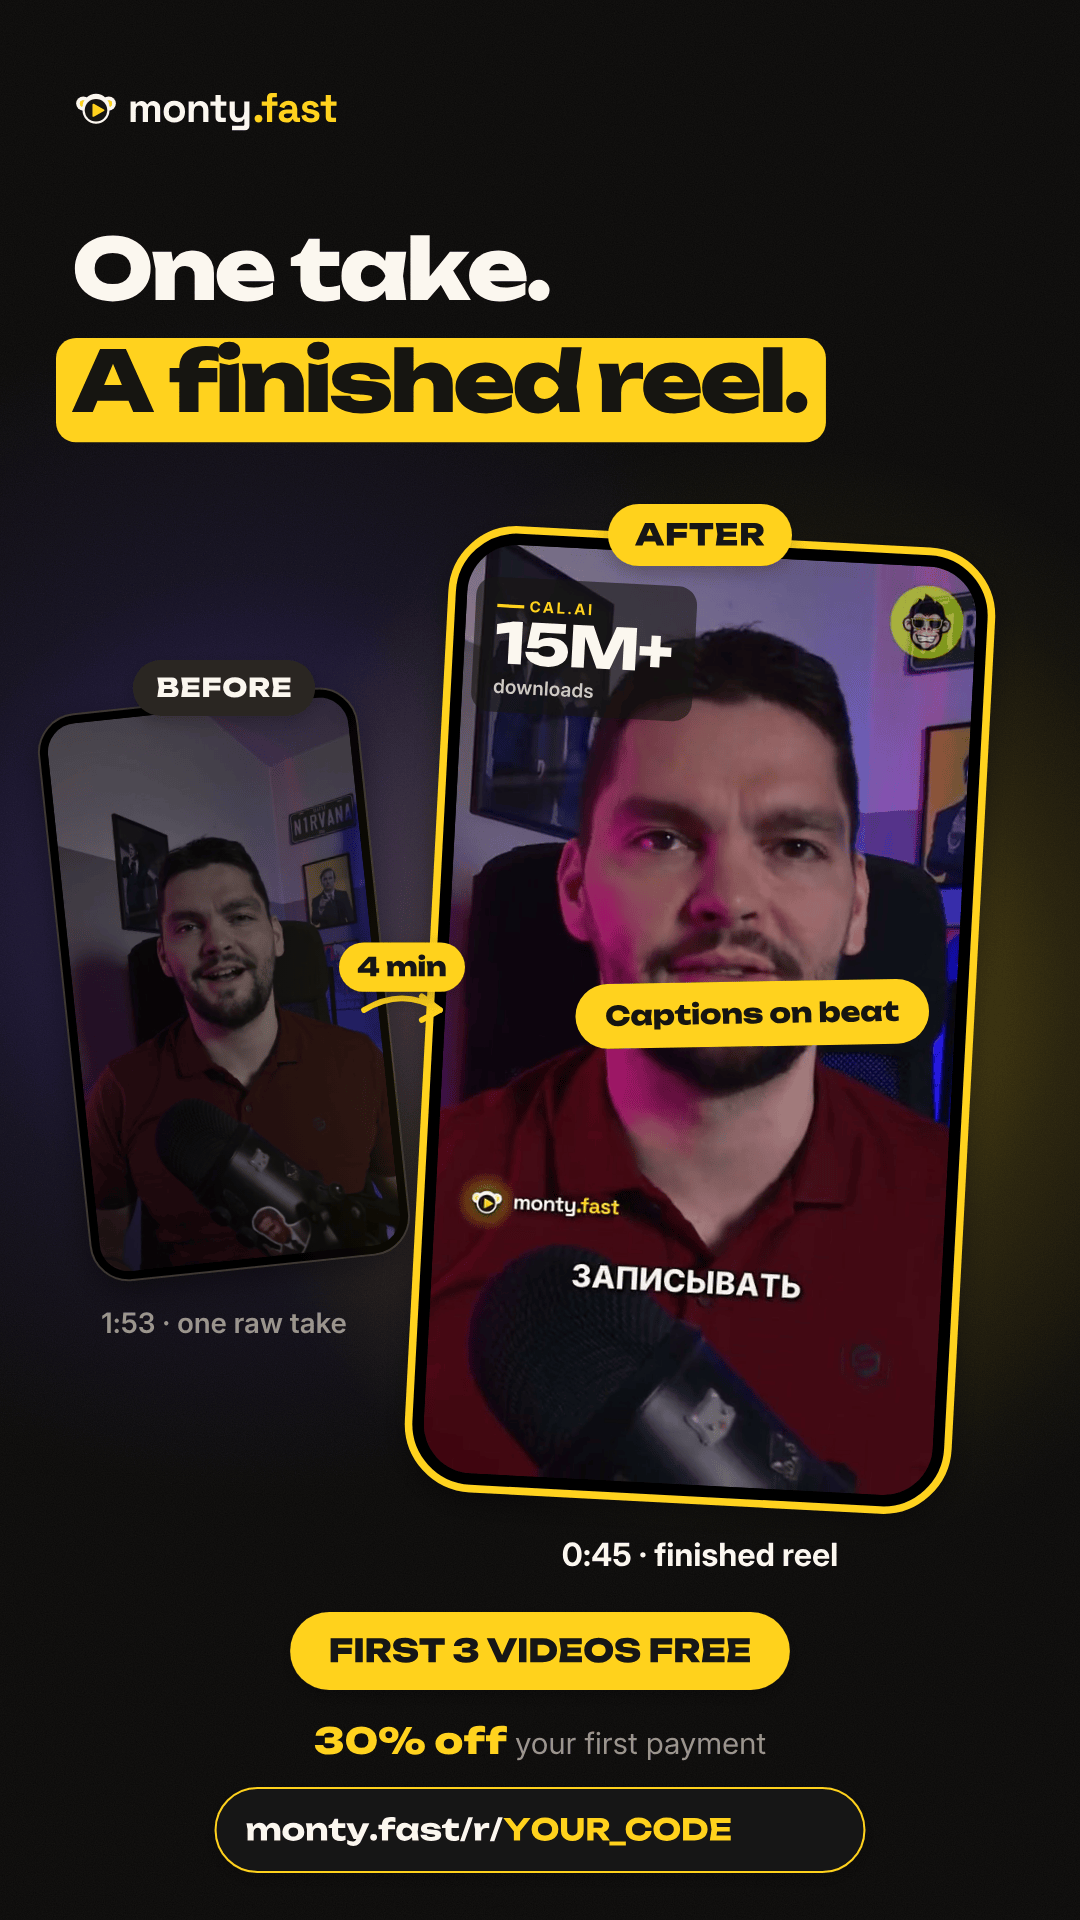 monty.fast
One take.
A finished reel.
AFTER
CAL.AI
15M+
downloads
BEFORE
N1RVANA
4 min
Captions on beat
monty.fast
ЗАПИСЫВАТЬ
1:53 · one raw take
0:45 · finished reel
FIRST 3 VIDEOS FREE
30% off your first payment
monty.fast/r/YOUR_CODE